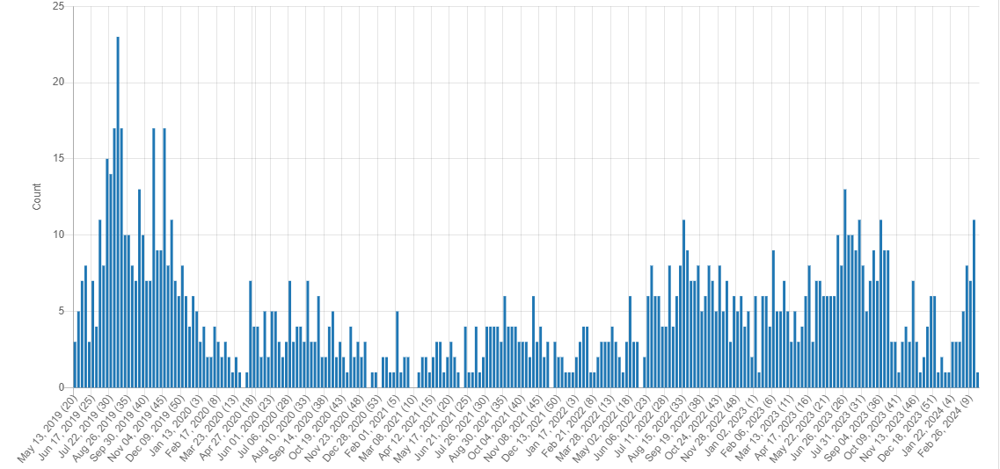 25
20
15
10
5
0
Count
May 13, 2019 (20)
Jun 17, 2019 (25)
Jul 22, 2019 (30)
Aug 26, 2019 (35)
Sep 30, 2019 (40)
Nov 04, 2019 (45)
Dec 09, 2019 (50)
Jan 13, 2020 (3)
Feb 17, 2020 (8)
Mar 23, 2020 (13)
Apr 27, 2020 (18)
Jun 01, 2020 (23)
Jul 06, 2020 (28)
Aug 10, 2020 (33)
Sep 14, 2020 (38)
Oct 19, 2020 (43)
Nov 23, 2020 (48)
Dec 28, 2020 (53)
Feb 01, 2021 (5)
Mar 08, 2021 (10)
Apr 12, 2021 (15)
May 17, 2021 (20)
Jun 21, 2021 (25)
Jul 26, 2021 (30)
Aug 30, 2021 (35)
Oct 04, 2021 (40)
Nov 08, 2021 (45)
Dec 13, 2021 (50)
Jan 17, 2022 (3)
Feb 21, 2022 (8)
Mar 28, 2022 (13)
May 02, 2022 (18)
Jun 06, 2022 (23)
Jul 11, 2022 (28)
Aug 15, 2022 (33)
Sep 19, 2022 (38)
Oct 24, 2022 (43)
Nov 28, 2022 (48)
Jan 02, 2023 (1)
Feb 06, 2023 (6)
Mar 13, 2023 (11)
Apr 17, 2023 (16)
May 22, 2023 (21)
Jun 26, 2023 (26)
Jul 31, 2023 (31)
Sep 04, 2023 (36)
Oct 09, 2023 (41)
Nov 13, 2023 (46)
Dec 18, 2023 (51)
Jan 22, 2024 (4)
Feb 26, 2024 (9)